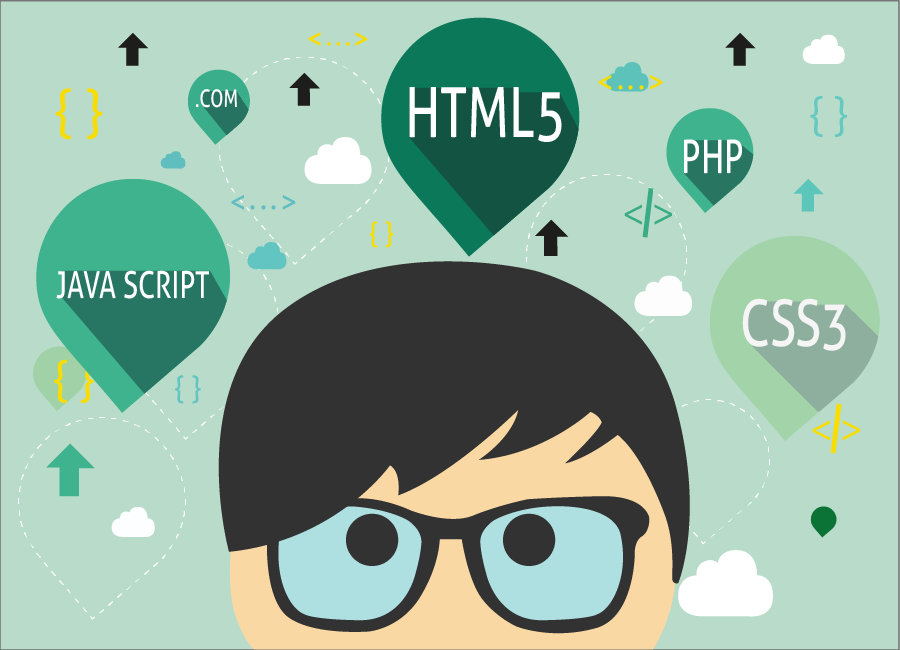 <...>
HTML5
</>
{ }
.COM
{ }
PHP
<...>
</>
{ }
JAVA SCRIPT
CSS3
{ }
{ }
</>